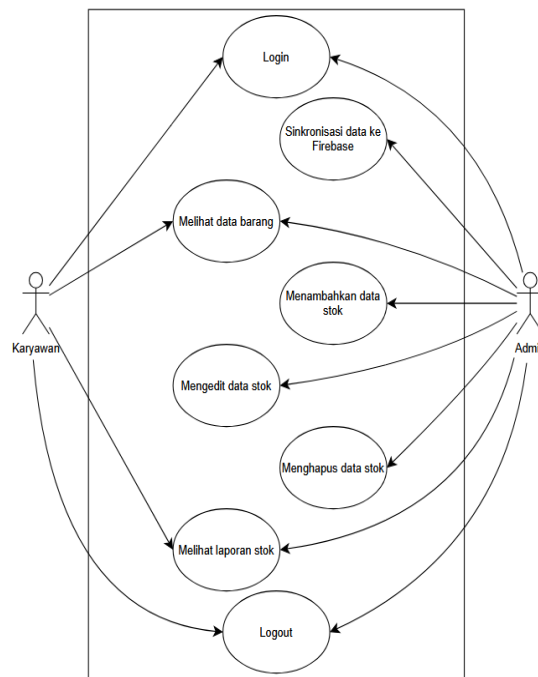 Login
Sinkronisasi data ke
Firebase
Melihat data barang
Menambahkan data
stok
Karyawan
Admi
Mengedit data stok
Menghapus data stok
Melihat laporan stok
Logout